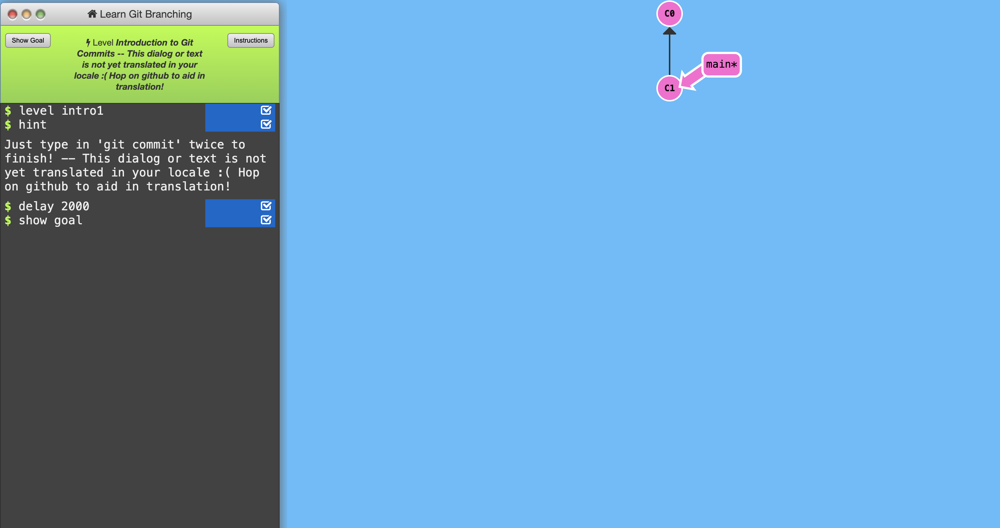 Learn Git Branching
Show Goal
Level Introduction to Git
Commits -- This dialog or text
is not yet translated in your
locale :( Hop on github to aid in
translation!
Instructions
$ level intro1
$ hint
Just type in 'git commit' twice to
finish! -- This dialog or text is not
yet translated in your locale :( Hop
on github to aid in translation!
$ delay 2000
$ show goal
C0
main*
C1